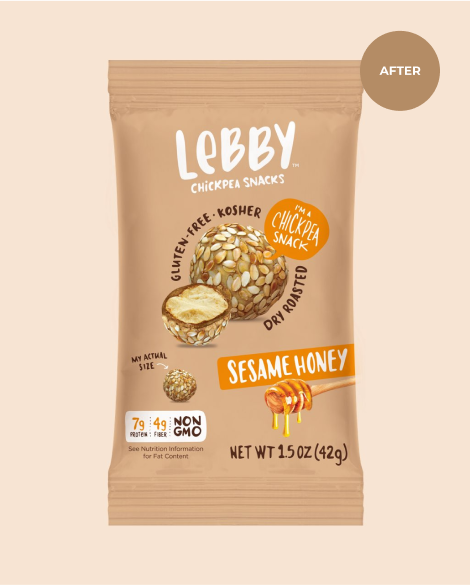 AFTER
LeBBY™
CHiCKPEA SNACKS
GLUTEN-FREE · KOSHER
I'M A
CHICKPEA
SNACK
DRY ROASTED
MY ACTUAL
SIZE
SESAME HONEY
7g PROTEIN
4g FIBER
NON
GMO
See Nutrition Information
for Fat Content
NET WT 1.5 OZ (42g)